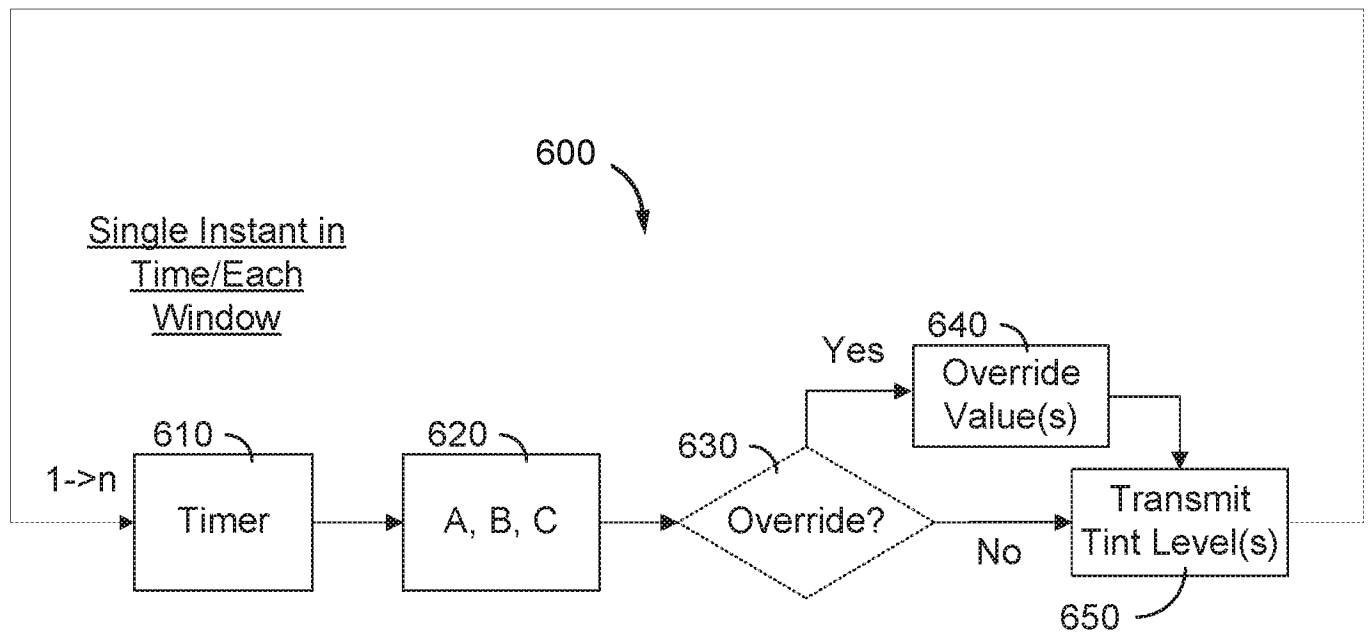 600
Single Instant in
Time/Each
Window
640
Yes
Override
Value(s)
610
620
630
1->n
Timer
A, B, C
Override?
No
Transmit
Tint Level(s)
650